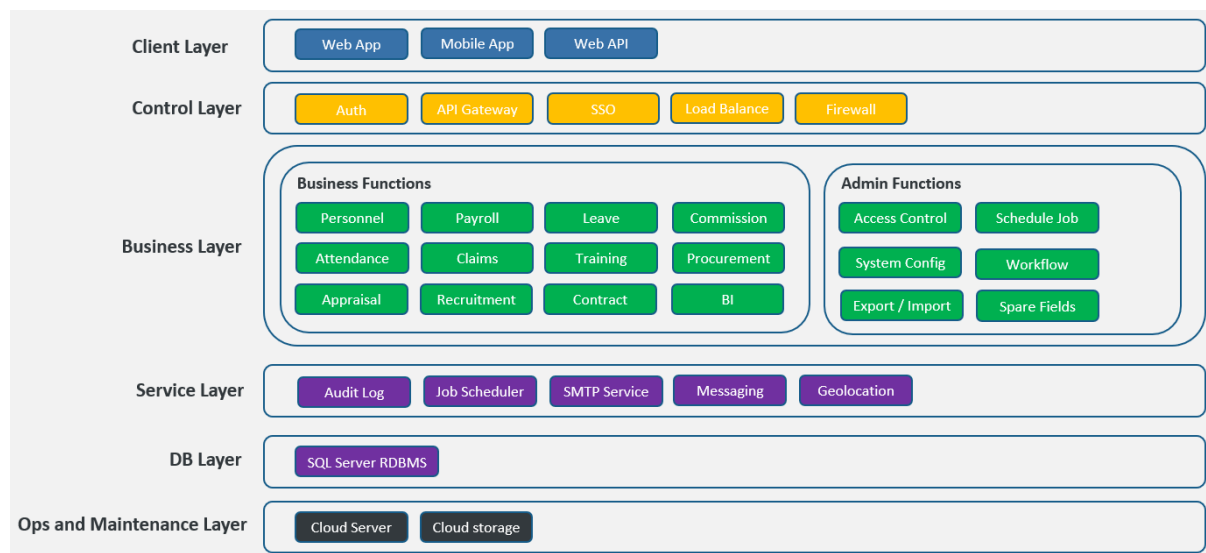 Client Layer
Web App
Mobile App
Web API
Control Layer
Auth
API Gateway
SSO
Load Balance
Firewall
Business Layer
Business Functions
Personnel
Payroll
Leave
Commission
Attendance
Claims
Training
Procurement
Appraisal
Recruitment
Contract
BI
Admin Functions
Access Control
Schedule Job
System Config
Workflow
Export / Import
Spare Fields
Service Layer
Audit Log
Job Scheduler
SMTP Service
Messaging
Geolocation
DB Layer
SQL Server RDBMS
Ops and Maintenance Layer
Cloud Server
Cloud storage